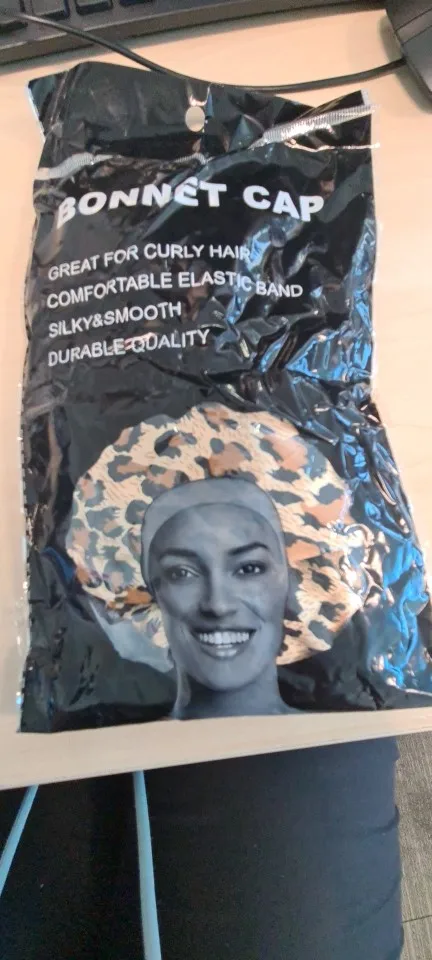 BONNET CAP
GREAT FOR CURLY HAIR
COMFORTABLE ELASTIC BAND
SILKY&SMOOTH
DURABLE QUALITY